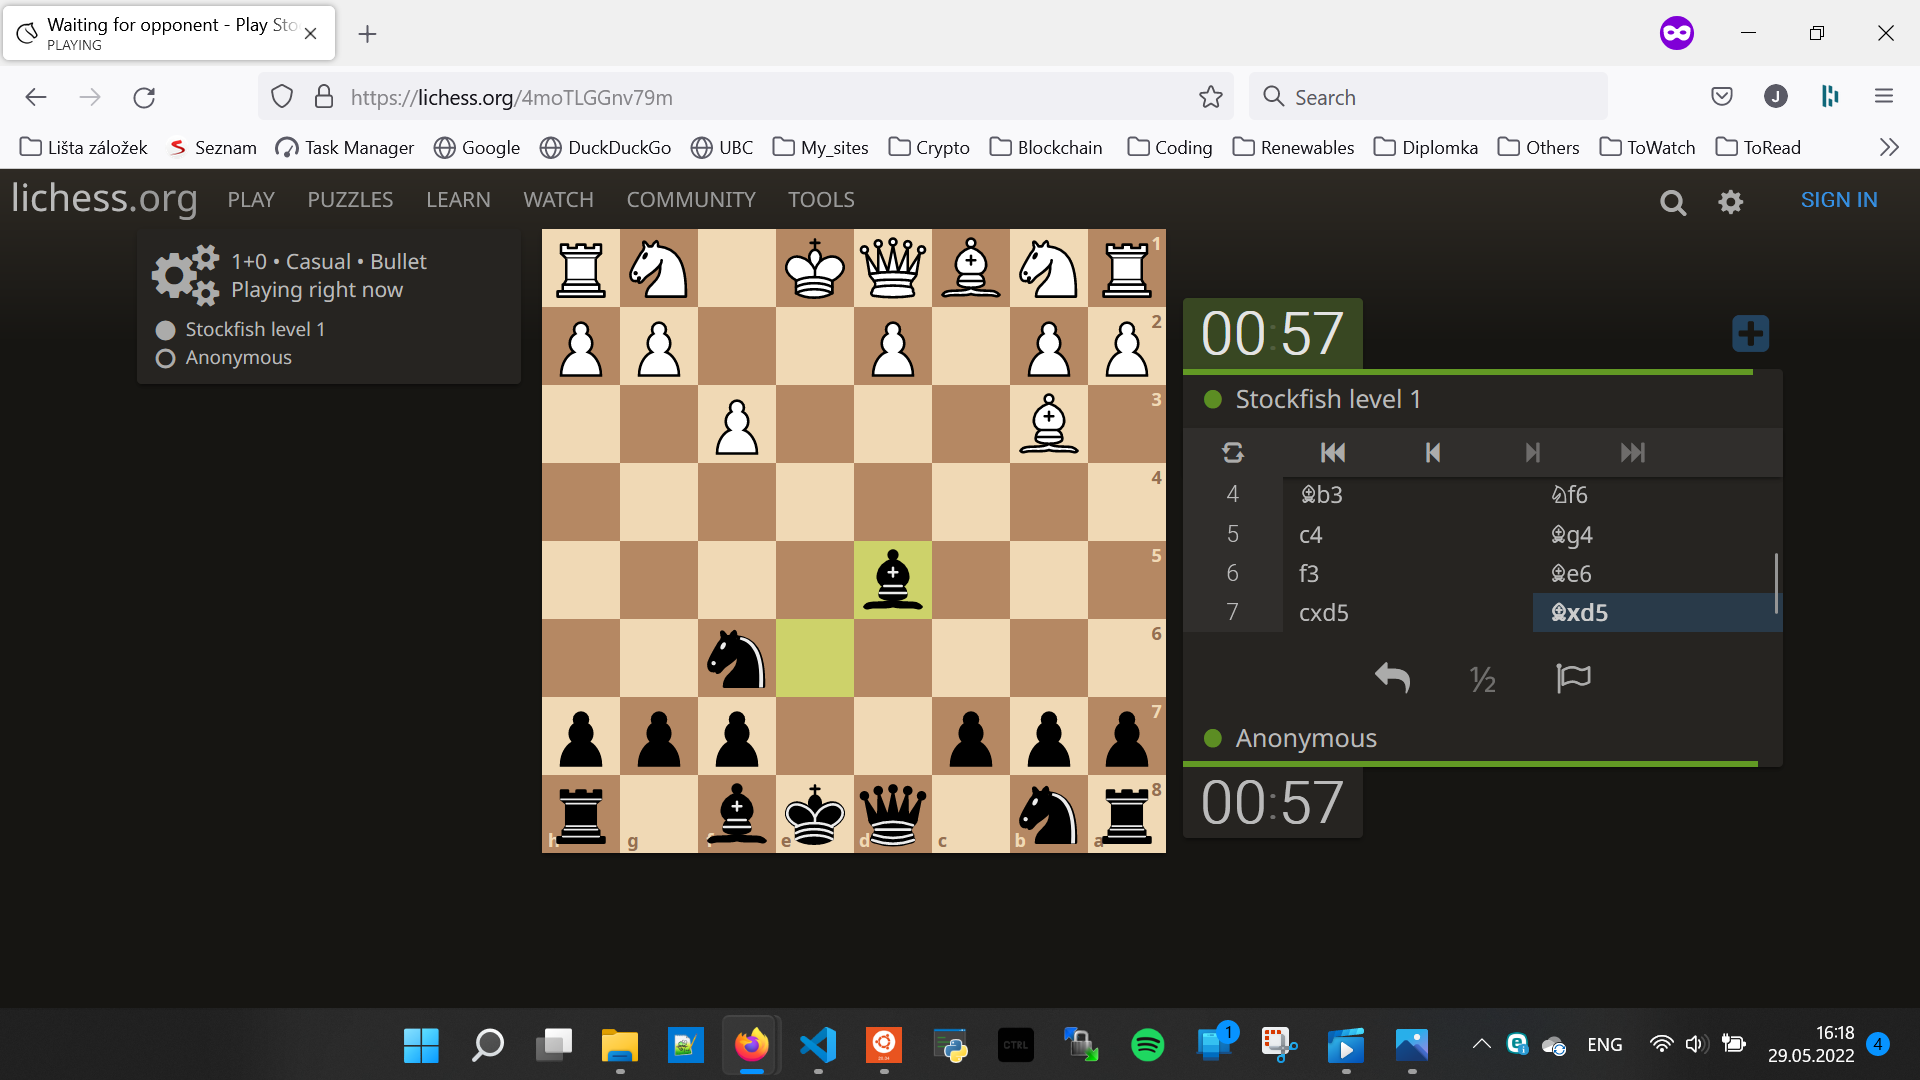 Waiting for opponent - Play Sto
PLAYING
https://lichess.org/4moTLGGnv79m
Search
J
Lišta záložek
Seznam
Task Manager
Google
DuckDuckGo
UBC
My_sites
Crypto
Blockchain
Coding
Renewables
Diplomka
Others
ToWatch
ToRead
lichess.org
PLAY
PUZZLES
LEARN
WATCH
COMMUNITY
TOOLS
SIGN IN
1+0 • Casual • Bullet
Playing right now
Stockfish level 1
Anonymous
1
2
3
4
5
6
7
8
h
g
f
e
d
c
b
a
00:57
Stockfish level 1
4 ♗b3 ♘f6
5 c4 ♗g4
6 f3 ♗e6
7 cxd5 ♗xd5
½
Anonymous
00:57
CTRL
1
ENG
16:18
29.05.2022
4